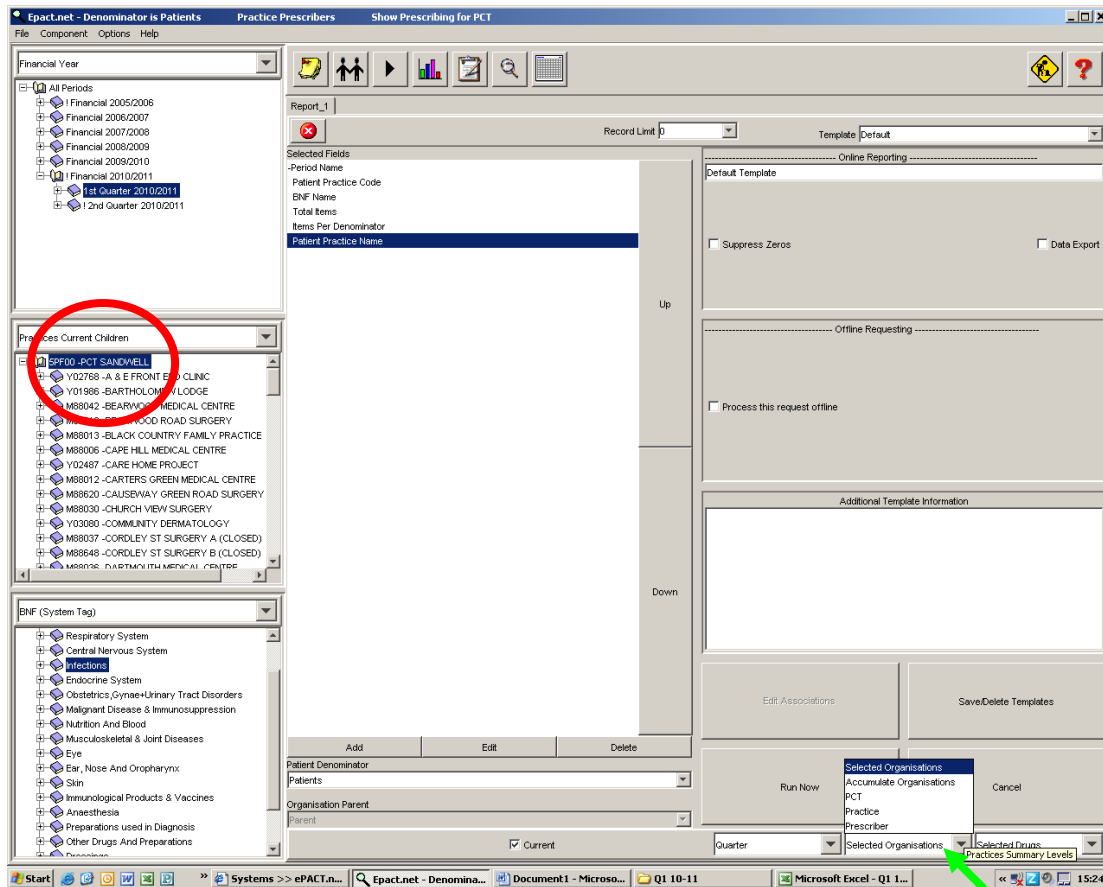 Epact.net - Denominator is Patients Practice Prescribers Show Prescribing for PCT
File Component Options Help
Financial Year
All Periods
! Financial 2005/2006
Financial 2006/2007
Financial 2007/2008
Financial 2008/2009
Financial 2009/2010
! Financial 2010/2011
1st Quarter 2010/2011
! 2nd Quarter 2010/2011
Practices Current Children
5PF00 -PCT SANDWELL
Y02768 -A & E FRONT END CLINIC
Y01986 -BARTHOLOMEW LODGE
M88042 -BEARWOOD MEDICAL CENTRE
ROAD SURGERY
M88013 -BLACK COUNTRY FAMILY PRACTICE
M88006 -CAPE HILL MEDICAL CENTRE
Y02487 -CARE HOME PROJECT
M88012 -CARTERS GREEN MEDICAL CENTRE
M88620 -CAUSEWAY GREEN ROAD SURGERY
M88030 -CHURCH VIEW SURGERY
Y03080 -COMMUNITY DERMATOLOGY
M88037 -CORDLEY ST SURGERY A (CLOSED)
M88648 -CORDLEY ST SURGERY B (CLOSED)
M88036 -DARTMOUTH MEDICAL CENTRE
BNF (System Tag)
Respiratory System
Central Nervous System
Infections
Endocrine System
Obstetrics,Gynae+Urinary Tract Disorders
Malignant Disease & Immunosuppression
Nutrition And Blood
Musculoskeletal & Joint Diseases
Eye
Ear, Nose And Oropharynx
Skin
Immunological Products & Vaccines
Anaesthesia
Preparations used in Diagnosis
Other Drugs And Preparations
Dressings
Report_1
Record Limit 0
Template Default
Selected Fields
-Period Name
Patient Practice Code
BNF Name
Total Items
Items Per Denominator
Patient Practice Name
Up
Down
Add Edit Delete
Patient Denominator
Patients
Organisation Parent
Parent
Current
Online Reporting
Default Template
Suppress Zeros Data Export
Offline Requesting
Process this request offline
Additional Template Information
Edit Associations Save/Delete Templates
Run Now Cancel
Selected Organisations
Accumulate Organisations
PCT
Practice
Prescriber
Quarter Selected Organisations Selected Drugs
Practices Summary Levels
Start » Systems >> ePACT.n... Epact.net - Denomina... Document1 - Microso... Q1 10-11 Microsoft Excel - Q1 1... « 15:24